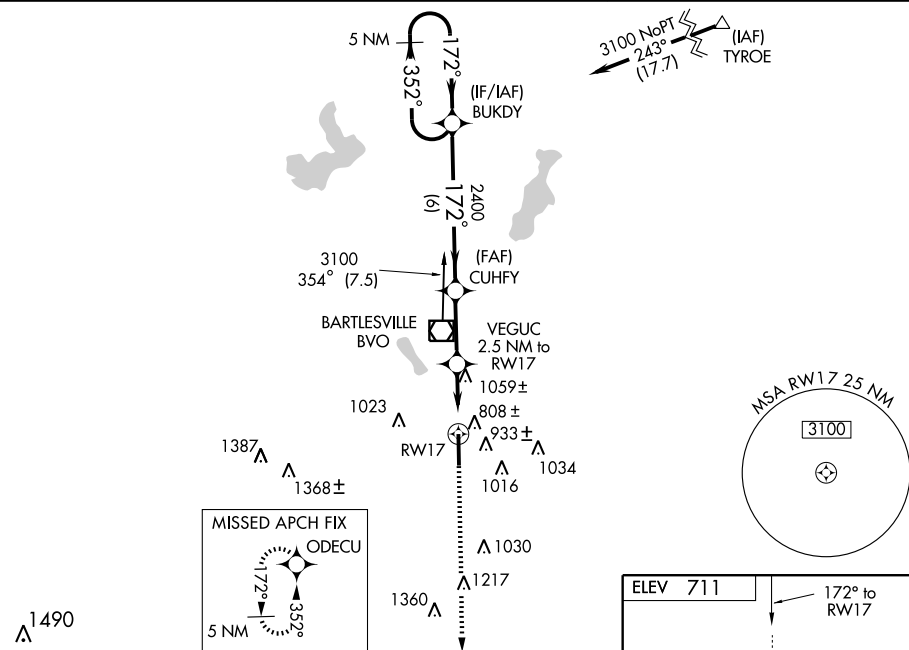 5 NM
172°
352°
(IF/IAF)
BUKDY
3100 NoPT
243°
(17.7)
(IAF)
TYROE
2400
172°
(6)
3100
354° (7.5)
(FAF)
CUHFY
BARTLESVILLE
BVO
VEGUC
2.5 NM to
RW17
1059±
1023
808 ±
933±
RW17
1034
1016
1387
1368±
MSA RW17 25 NM
3100
MISSED APCH FIX
ODECU
172°
352°
5 NM
1030
1217
1360
1490
ELEV 711
172° to
RW17